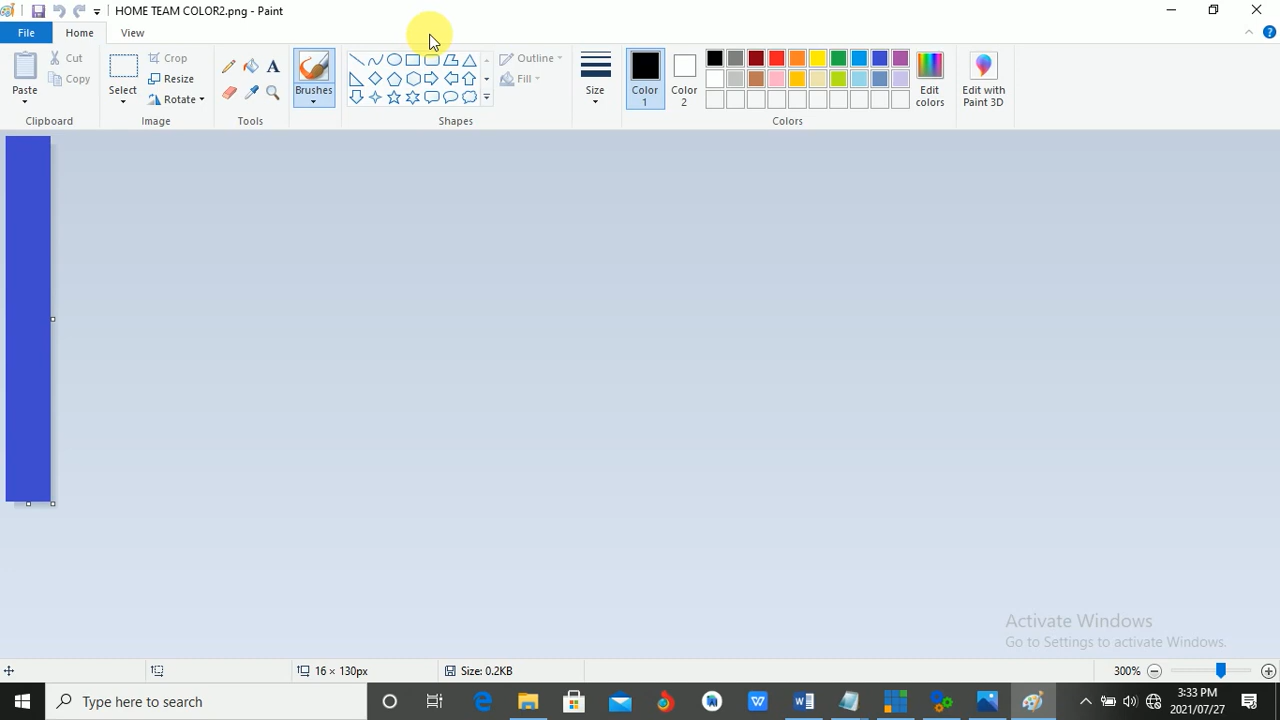 HOME TEAM COLOR2.png - Paint
File Home View
Paste Cut Copy Clipboard
Select Crop Resize Rotate Image
A Tools
Brushes
Outline Fill Shapes
Size
Color 1 Color 2 Edit colors Colors
Edit with Paint 3D
Activate Windows
Go to Settings to activate Windows.
16 × 130px Size: 0.2KB 300%
Type here to search
3:33 PM
2021/07/27